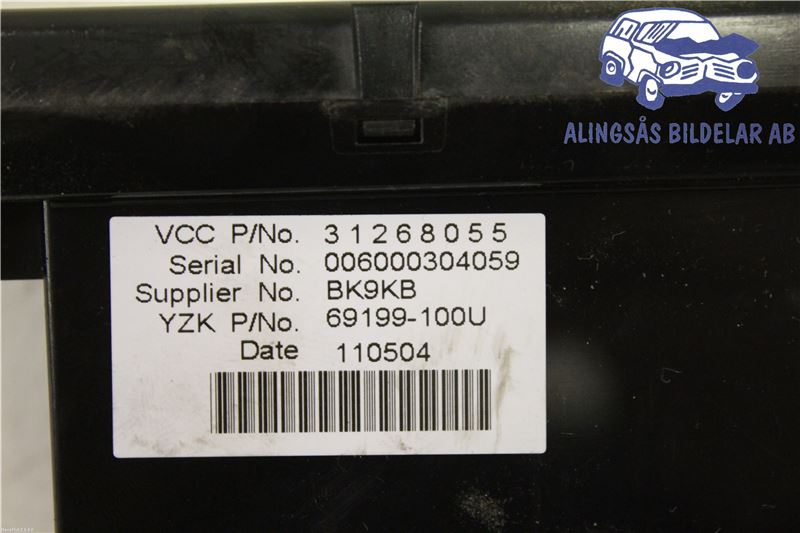 ALINGSÅS BILDELAR AB
VCC P/No. 31268055
Serial No. 006000304059
Supplier No. BK9KB
YZK P/No. 69199-100U
Date 110504